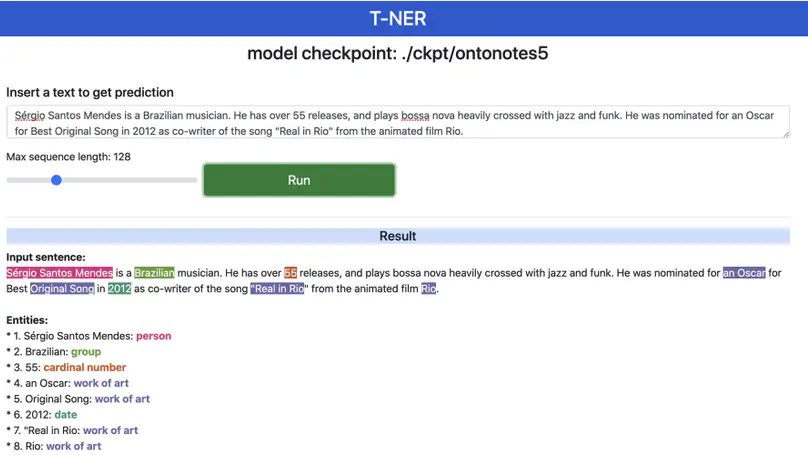 T-NER
model checkpoint: ./ckpt/ontonotes5
Insert a text to get prediction
Sérgio Santos Mendes is a Brazilian musician. He has over 55 releases, and plays bossa nova heavily crossed with jazz and funk. He was nominated for an Oscar
for Best Original Song in 2012 as co-writer of the song "Real in Rio" from the animated film Rio.
Max sequence length: 128
Run
Result
Input sentence:
Sérgio Santos Mendes is a Brazilian musician. He has over 55 releases, and plays bossa nova heavily crossed with jazz and funk. He was nominated for an Oscar for
Best Original Song in 2012 as co-writer of the song "Real in Rio" from the animated film Rio.
Entities:
* 1. Sérgio Santos Mendes: person
* 2. Brazilian: group
* 3. 55: cardinal number
* 4. an Oscar: work of art
* 5. Original Song: work of art
* 6. 2012: date
* 7. "Real in Rio: work of art
* 8. Rio: work of art